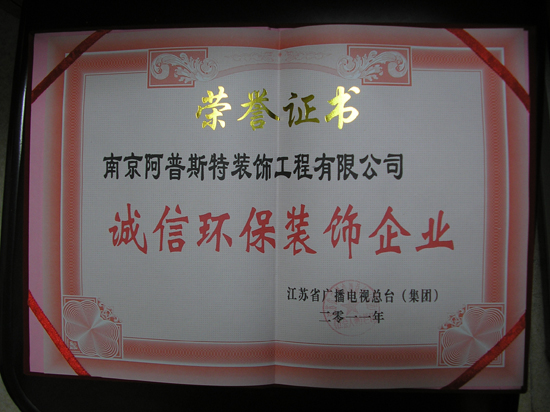 荣誉证书
南京阿普斯特装饰工程有限公司
诚信环保装饰企业
江苏省广播电视总台（集团）
二零一一年